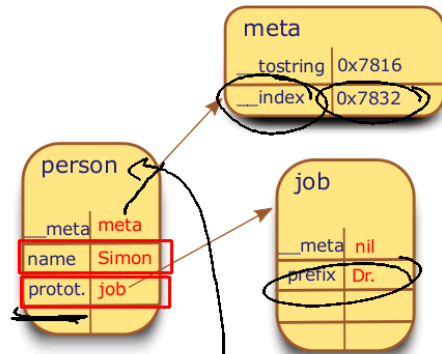 meta
__tostring 0x7816
__index 0x7832
person
__meta meta
name Simon
protot. job
job
__meta nil
prefix Dr.